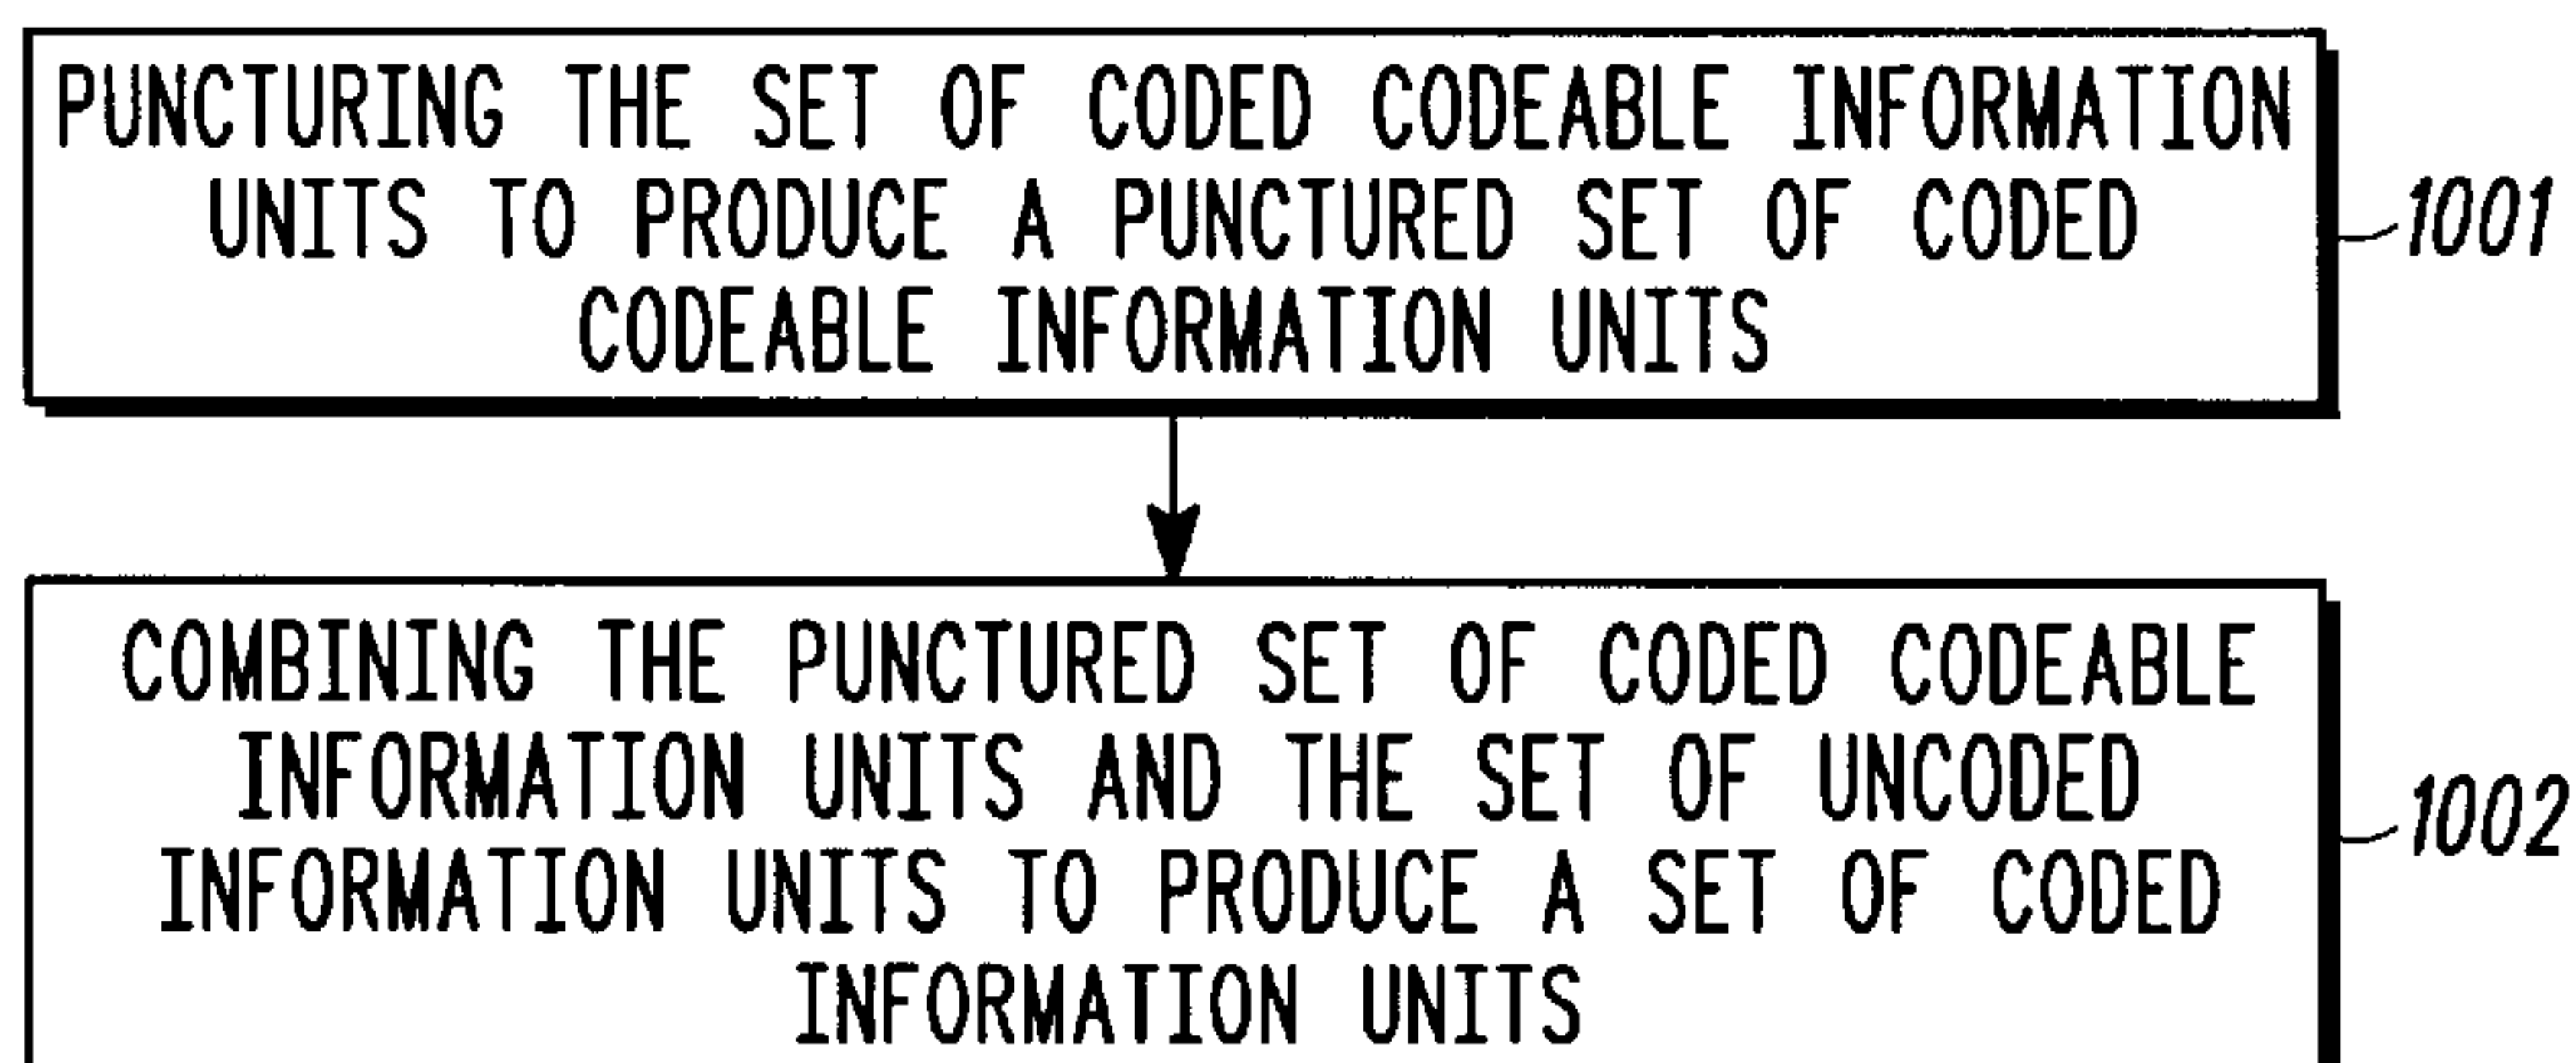 PUNCTURING THE SET OF CODED CODEABLE INFORMATION
UNITS TO PRODUCE A PUNCTURED SET OF CODED
CODEABLE INFORMATION UNITS
1001
COMBINING THE PUNCTURED SET OF CODED CODEABLE
INFORMATION UNITS AND THE SET OF UNCODED
INFORMATION UNITS TO PRODUCE A SET OF CODED
INFORMATION UNITS
1002